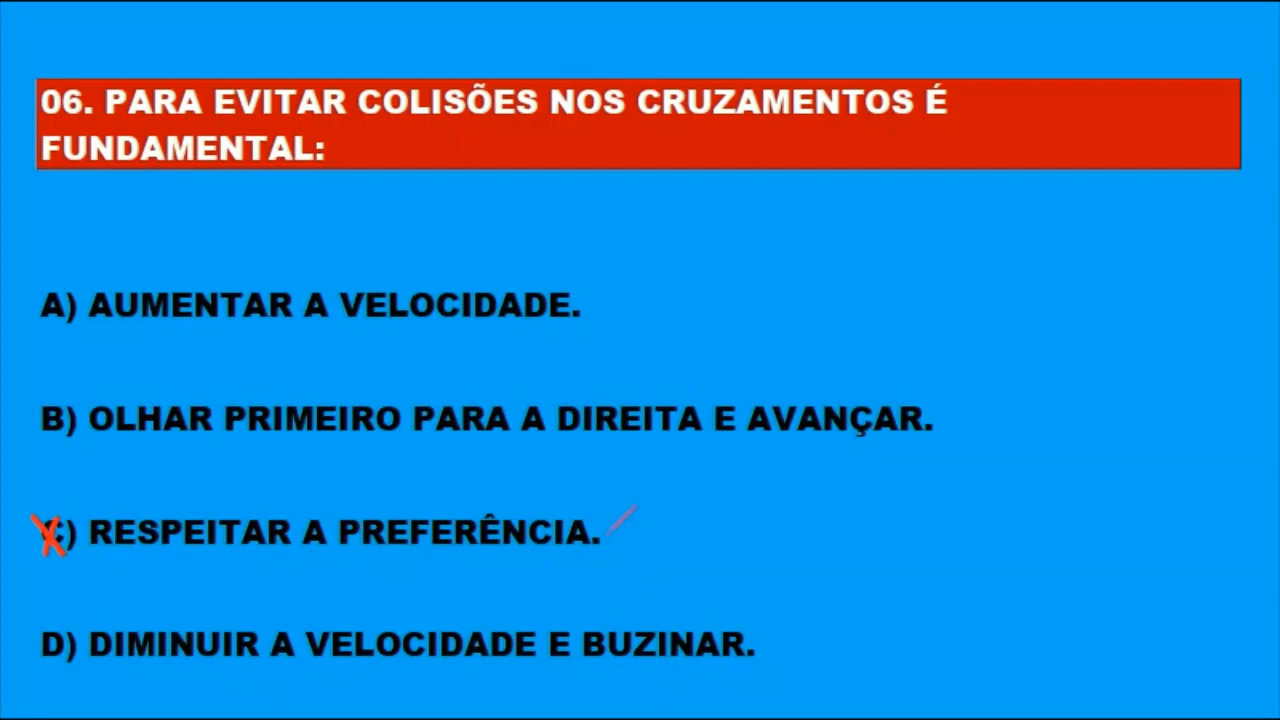 06. PARA EVITAR COLISÕES NOS CRUZAMENTOS É
FUNDAMENTAL:
A) AUMENTAR A VELOCIDADE.
B) OLHAR PRIMEIRO PARA A DIREITA E AVANÇAR.
C) RESPEITAR A PREFERÊNCIA.
D) DIMINUIR A VELOCIDADE E BUZINAR.